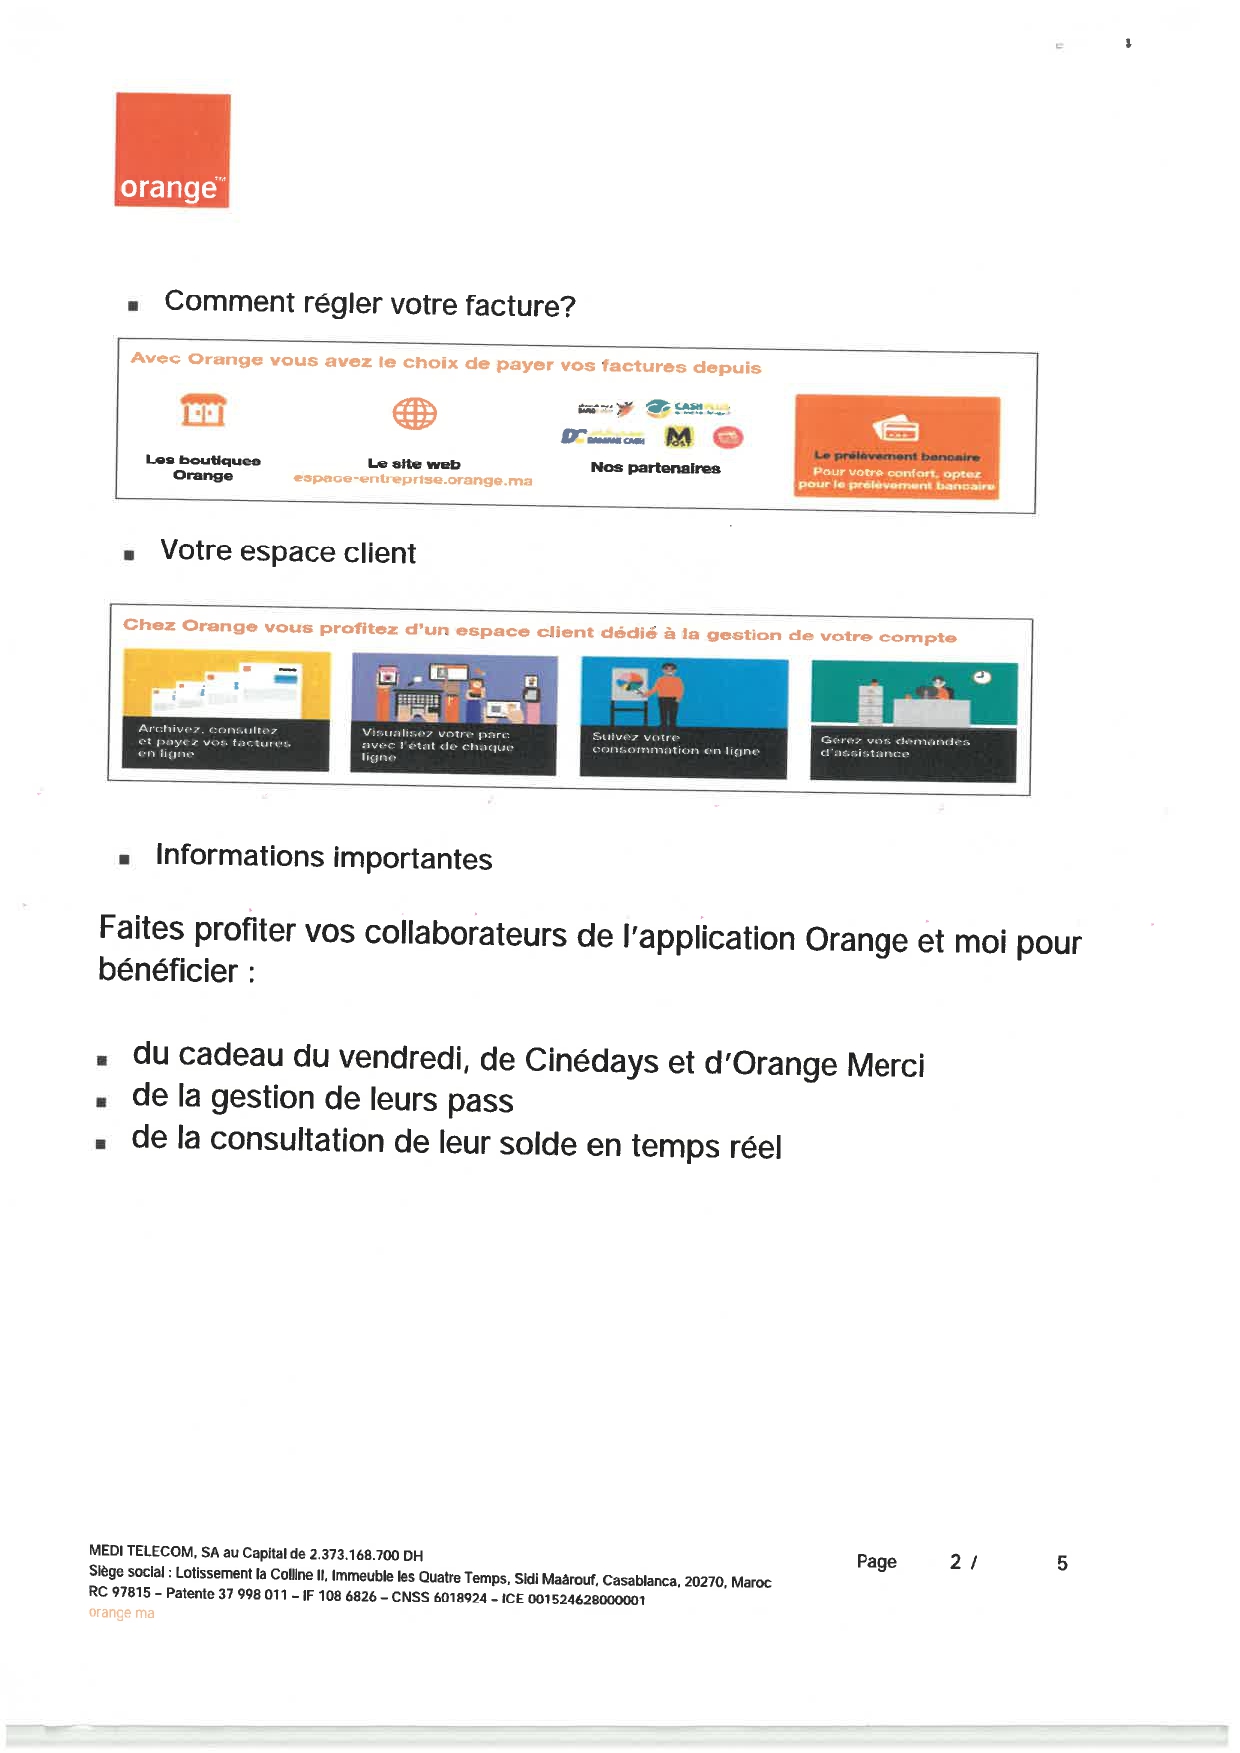 orange™
▪ Comment régler votre facture?
Avec Orange vous avez le choix de payer vos factures depuis
CASH PLUS
DAMANE CASH
Les boutiques
Orange
Le site web
espace-entreprise.orange.ma
Nos partenaires
Le prélèvement bancaire
Pour votre confort, optez
pour le prélèvement bancaire
▪ Votre espace client
Chez Orange vous profitez d'un espace client dédié à la gestion de votre compte
Archivez, consultez
et payez vos factures
en ligne
Visualisez votre parc
avec l'état de chaque
ligne
Suivez votre
consommation en ligne
Gérez vos demandes
d'assistance
▪ Informations importantes
Faites profiter vos collaborateurs de l'application Orange et moi pour
bénéficier :
▪ du cadeau du vendredi, de Cinédays et d'Orange Merci
▪ de la gestion de leurs pass
▪ de la consultation de leur solde en temps réel
MEDI TELECOM, SA au Capital de 2.373.168.700 DH
Siège social : Lotissement la Colline II, Immeuble les Quatre Temps, Sidi Maârouf, Casablanca, 20270, Maroc
RC 97815 – Patente 37 998 011 – IF 108 6826 – CNSS 6018924 – ICE 001524628000001
orange ma
Page 2 / 5